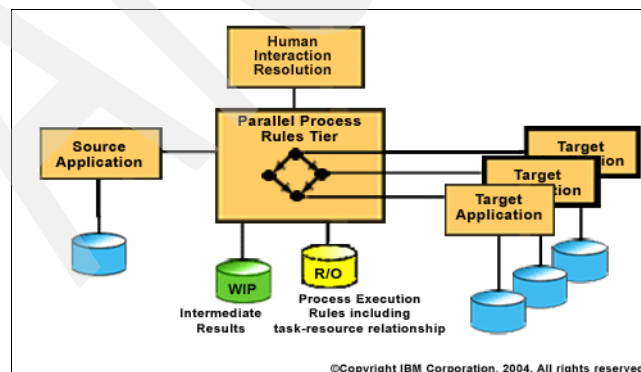 Human
Interaction
Resolution
Parallel Process
Rules Tier
Source
Application
Target
Target
Target
Application
WIP
R/O
Intermediate
Results
Process Execution
Rules including
task-resource relationship
©Copyright IBM Corporation, 2004. All rights reserved